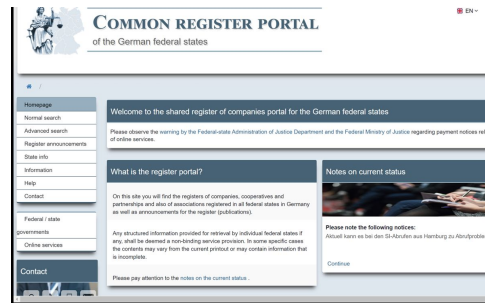 COMMON REGISTER PORTAL
of the German federal states
EN
/
Homepage
Normal search
Advanced search
Register announcements
State info
Information
Help
Contact
Federal / state
governments
Online services
Contact
Welcome to the shared register of companies portal for the German federal states
Please observe the warning by the Federal-state Administration of Justice Department and the Federal Ministry of Justice regarding payment notices rel
of online services.
What is the register portal?
On this site you will find the registers of companies, cooperatives and
partnerships and also of associations registered in all federal states in Germany
as well as announcements for the register (publications).
Any structured information provided for retrieval by individual federal states if
any, shall be deemed a non-binding service provision. In some specific cases
the contents may vary from the current printout or may contain information that
is incomplete.
Please pay attention to the notes on the current status .
Notes on current status
Please note the following notices:
Aktuell kann es bei den SI-Abrufen aus Hamburg zu Abrufproble
Continue